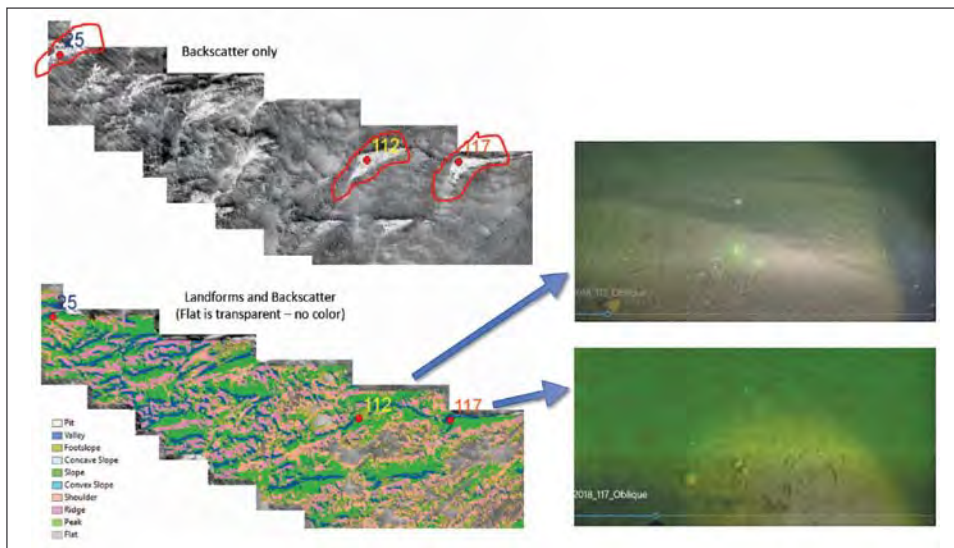 25
Backscatter only
112
117
Landforms and Backscatter
(Flat is transparent – no color)
25
112
117
Pit
Valley
Footslope
Concave Slope
Slope
Convex Slope
Shoulder
Ridge
Peak
Flat
2018_112_Oblique
2018_117_Oblique